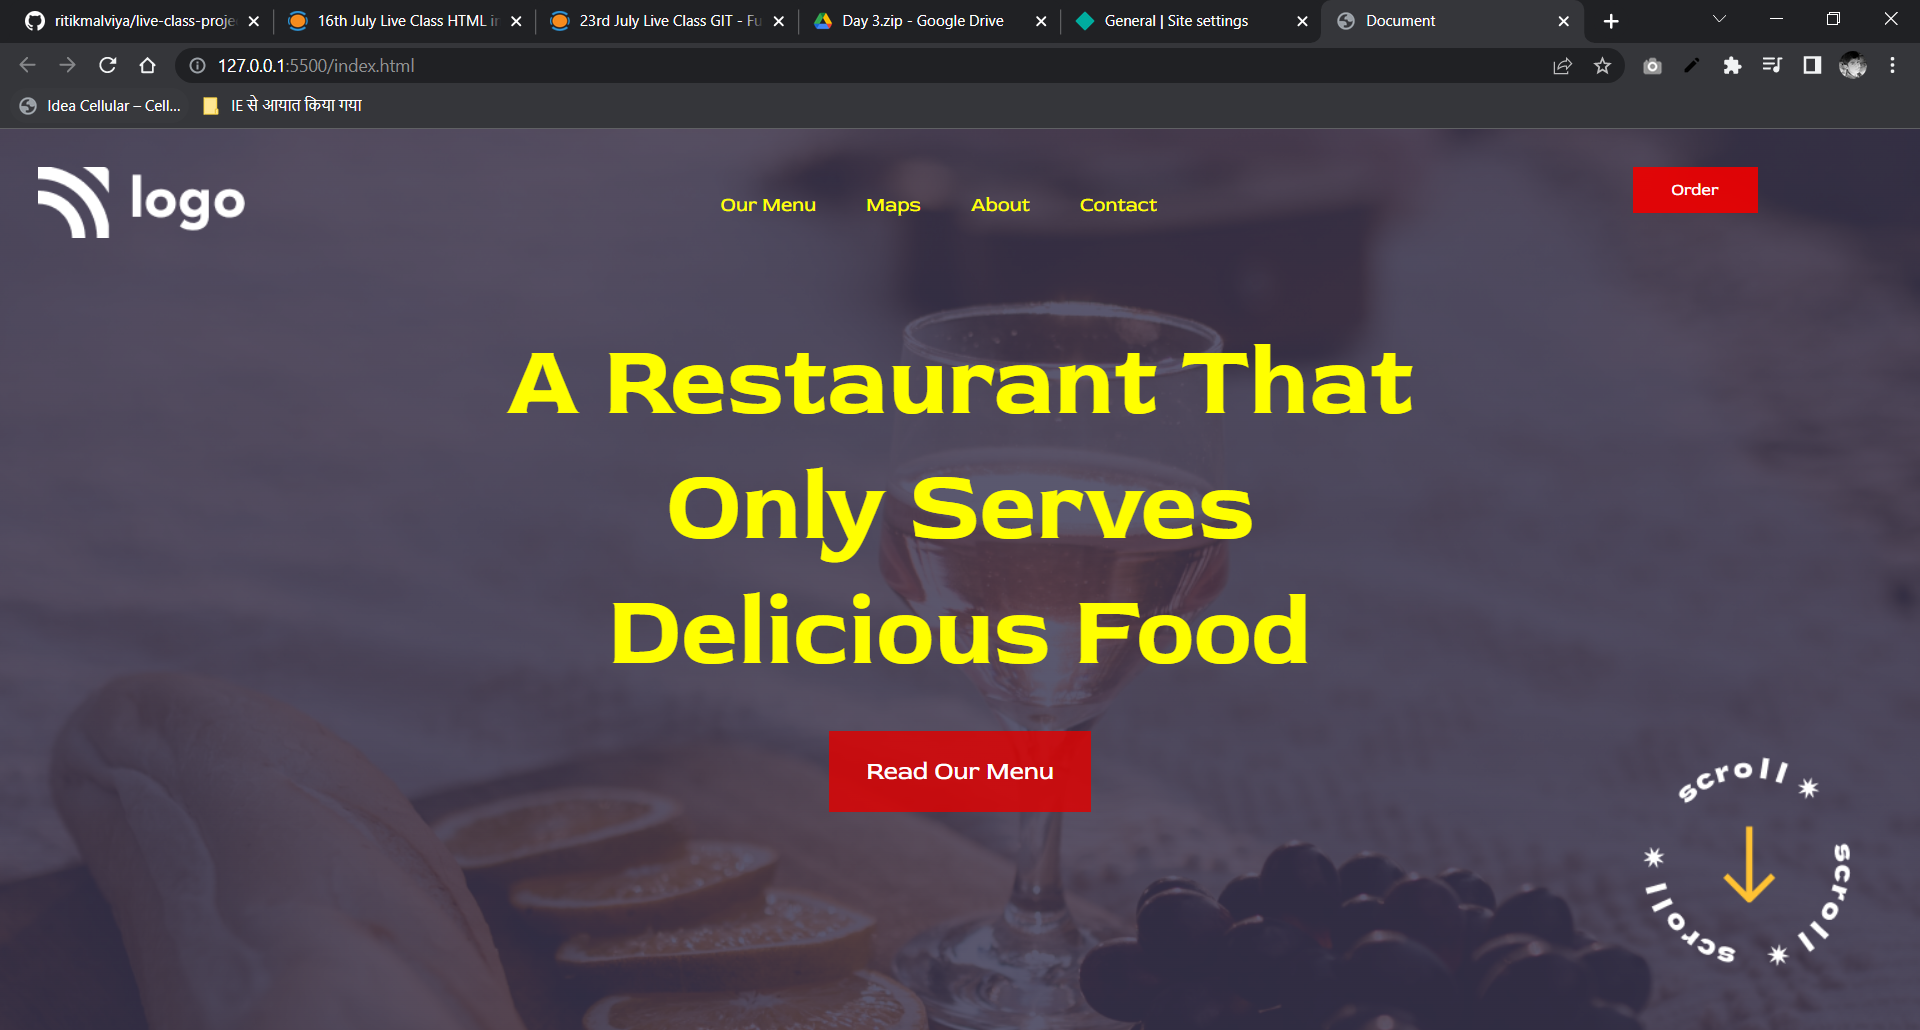 ritikmalviya/live-class-proje
16th July Live Class HTML in
23rd July Live Class GIT - Fu
Day 3.zip - Google Drive
General | Site settings
Document
127.0.0.1:5500/index.html
Idea Cellular – Cell...
IE से आयात किया गया
logo
Our Menu
Maps
About
Contact
Order
A Restaurant That
Only Serves
Delicious Food
Read Our Menu
scroll
scroll
scroll